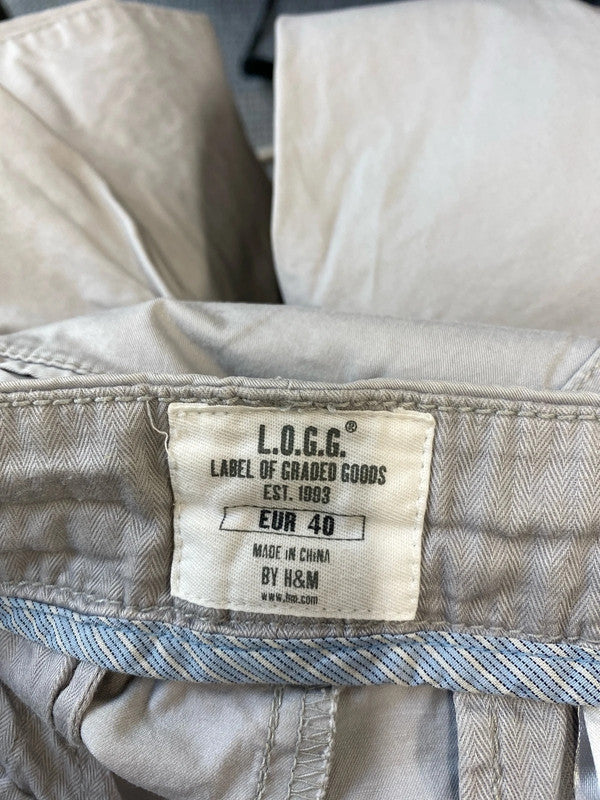 L.O.G.G.®
LABEL OF GRADED GOODS
EST. 1993
EUR 40
MADE IN CHINA
BY H&M
www.hm.com